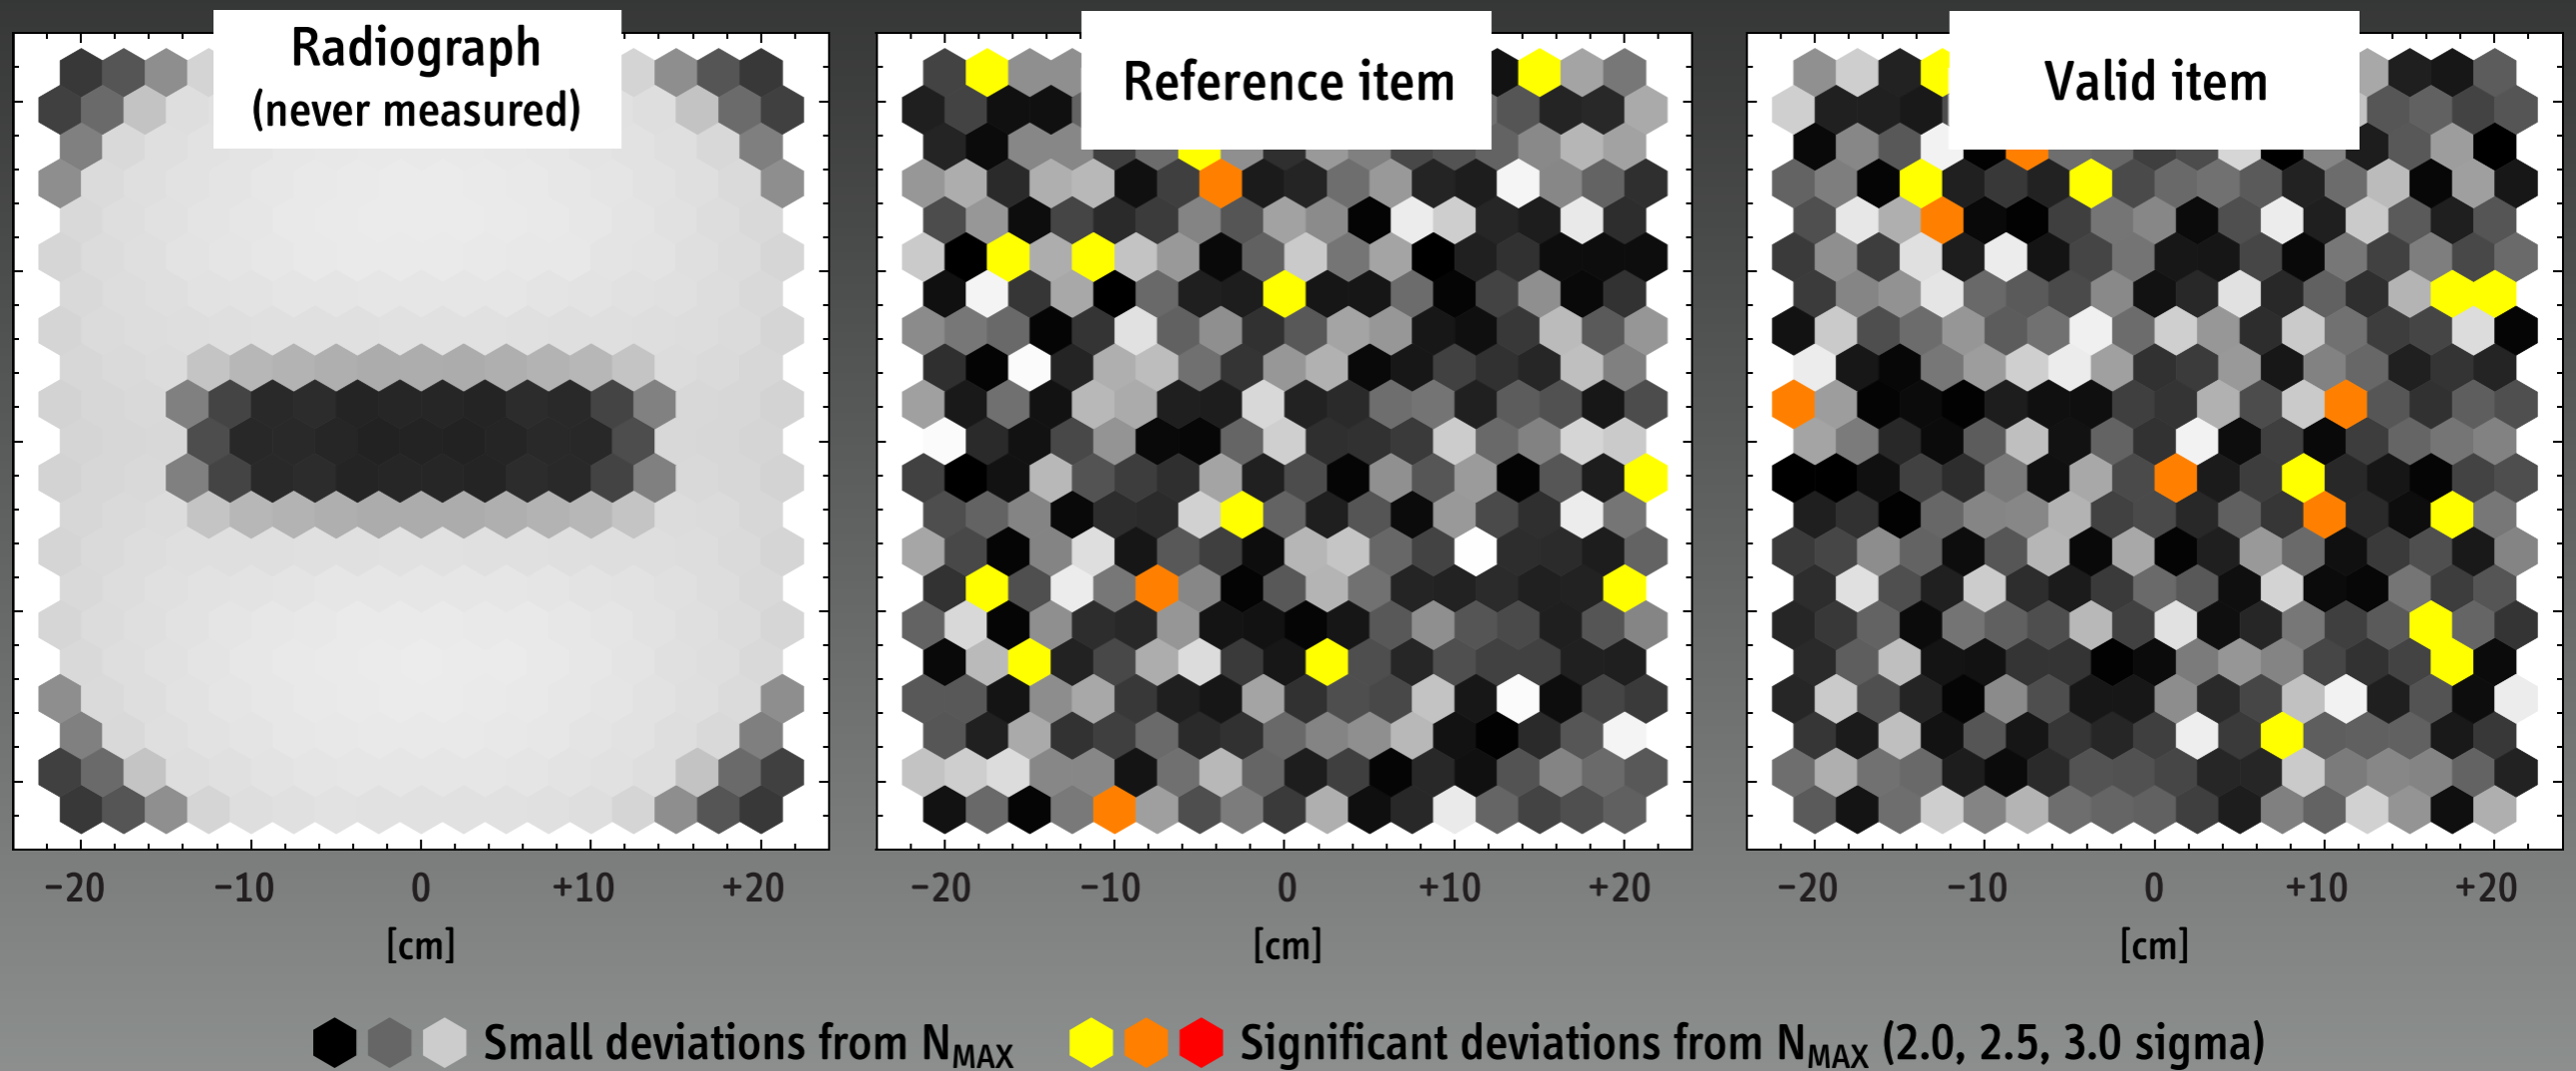 Radiograph
(never measured)
Reference item
Valid item
−20 −10 0 +10 +20
[cm]
−20 −10 0 +10 +20
[cm]
−20 −10 0 +10 +20
[cm]
Small deviations from NMAX
Significant deviations from NMAX (2.0, 2.5, 3.0 sigma)